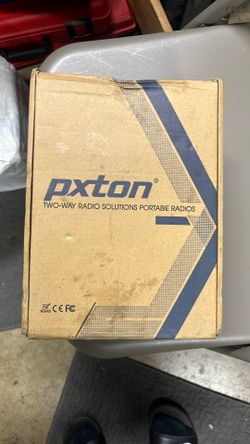 pxton®
TWO-WAY RADIO SOLUTIONS PORTABLE RADIOS
CE FC